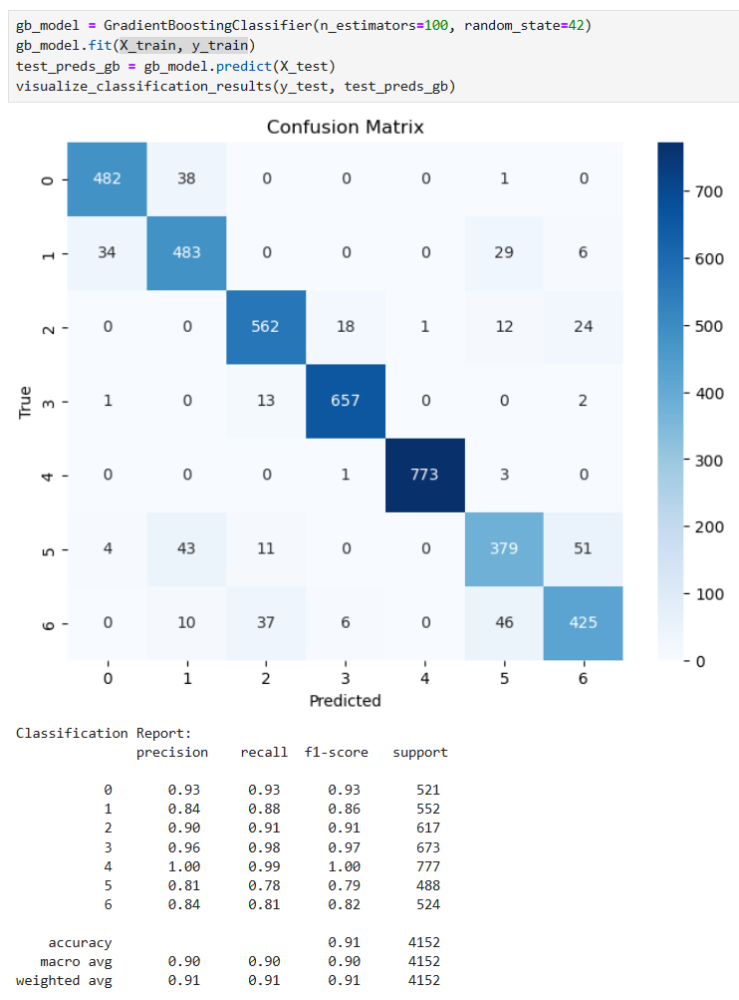 gb_model = GradientBoostingClassifier(n_estimators=100, random_state=42)
gb_model.fit(X_train, y_train)
test_preds_gb = gb_model.predict(X_test)
visualize_classification_results(y_test, test_preds_gb)
Confusion Matrix
0 482 38 0 0 0 1 0
1 34 483 0 0 0 29 6
2 0 0 562 18 1 12 24
3 1 0 13 657 0 0 2
4 0 0 0 1 773 3 0
5 4 43 11 0 0 379 51
6 0 10 37 6 0 46 425
True
0 1 2 3 4 5 6
Predicted
700
600
500
400
300
200
100
0
Classification Report:
precision recall f1-score support
0 0.93 0.93 0.93 521
1 0.84 0.88 0.86 552
2 0.90 0.91 0.91 617
3 0.96 0.98 0.97 673
4 1.00 0.99 1.00 777
5 0.81 0.78 0.79 488
6 0.84 0.81 0.82 524
accuracy 0.91 4152
macro avg 0.90 0.90 0.90 4152
weighted avg 0.91 0.91 0.91 4152